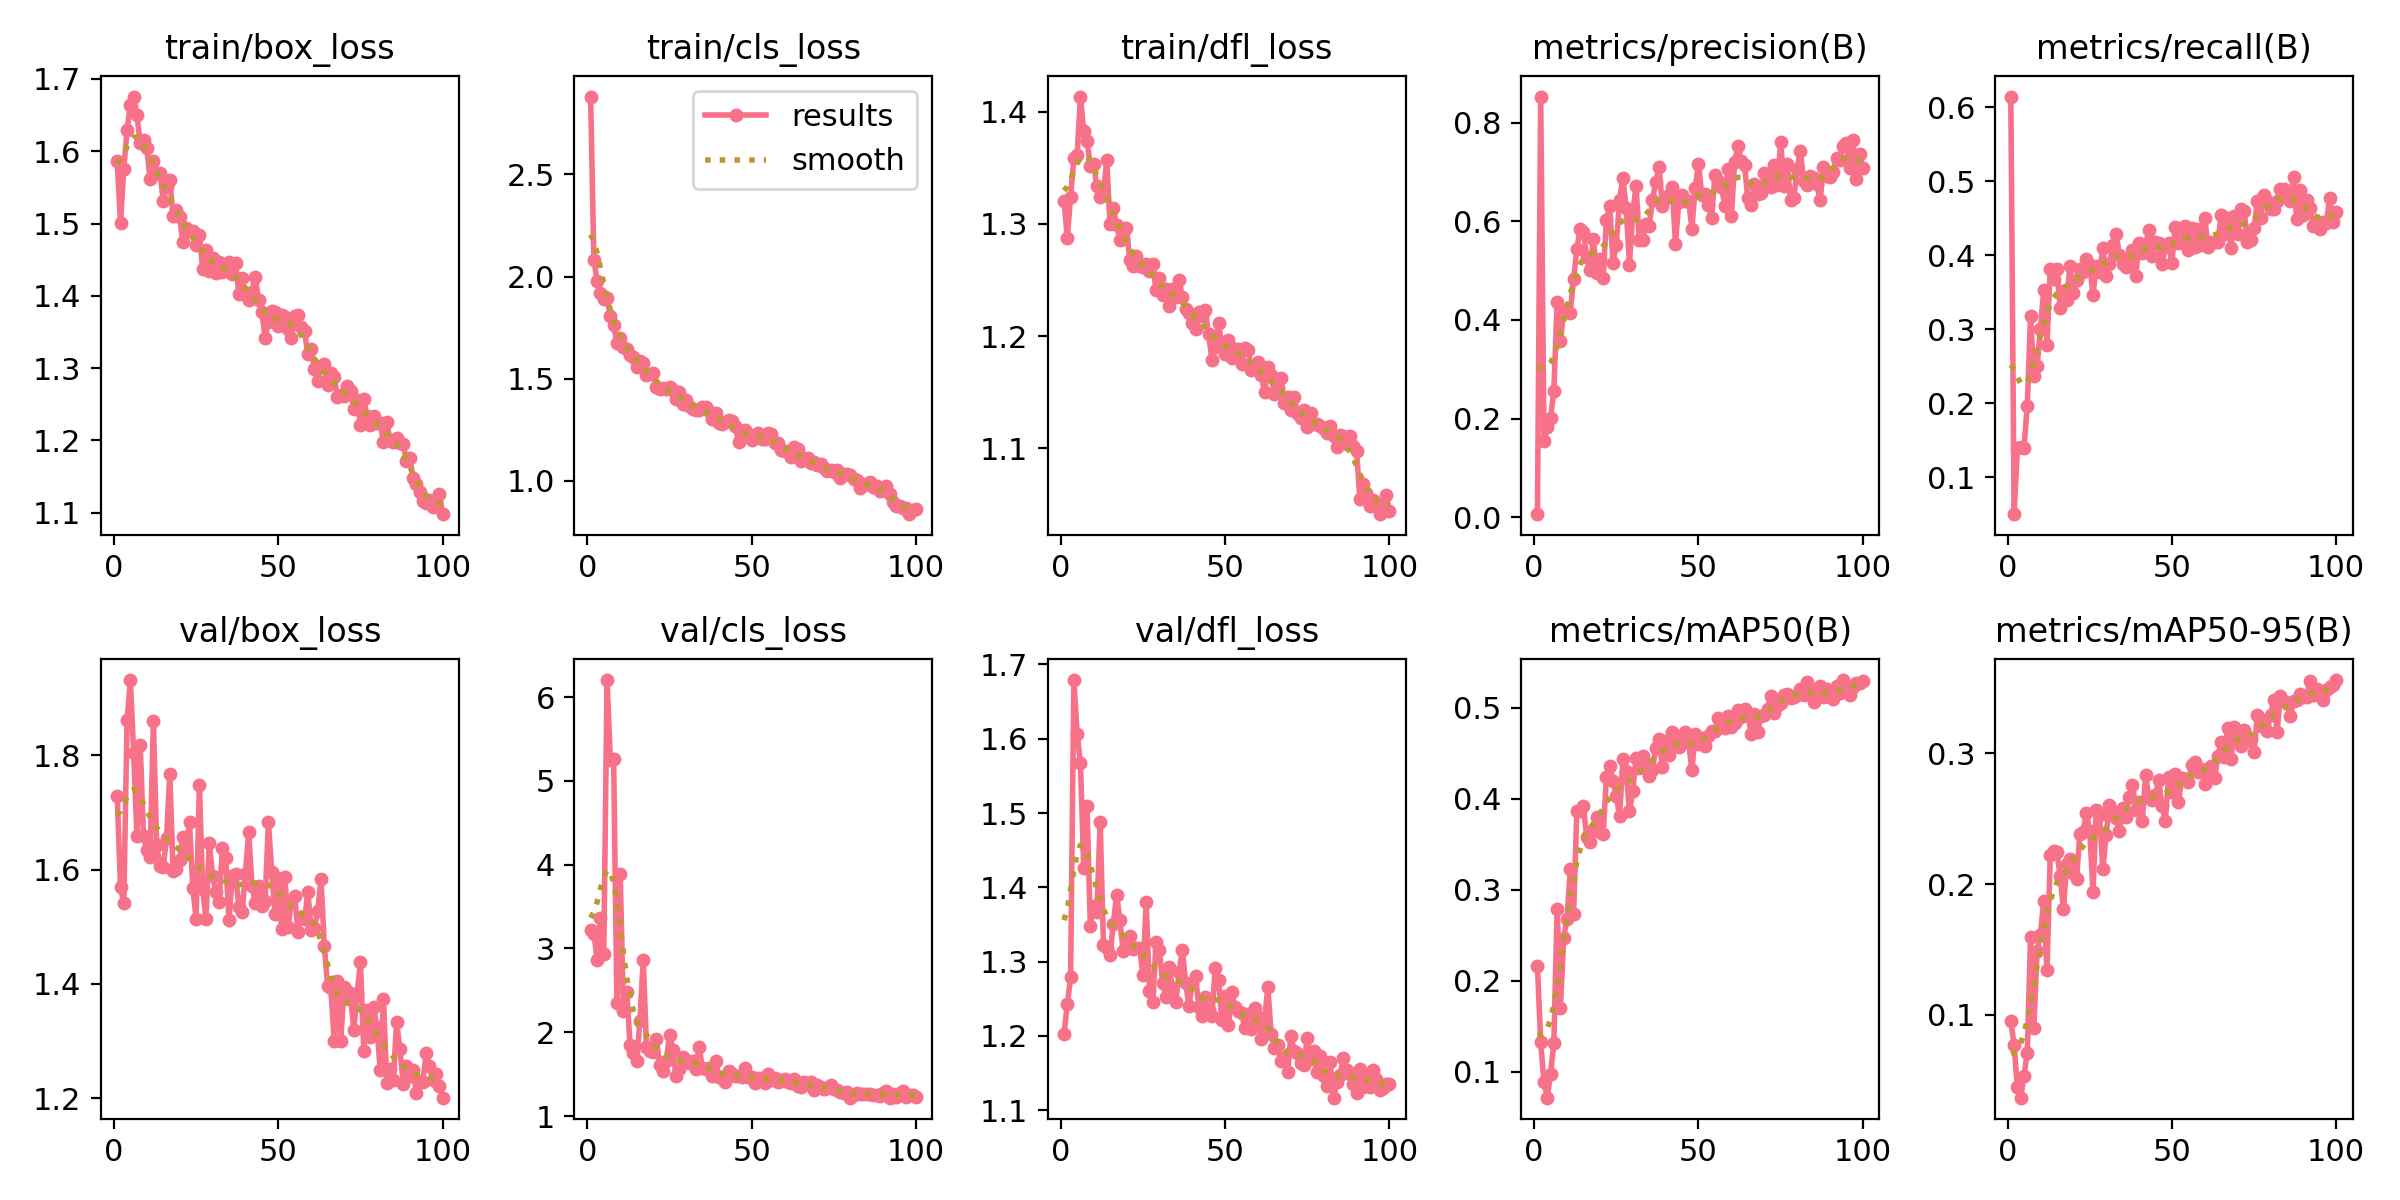 train/box_loss
1.7
1.6
1.5
1.4
1.3
1.2
1.1
0 50 100
train/cls_loss
results
smooth
2.5
2.0
1.5
1.0
0 50 100
train/dfl_loss
1.4
1.3
1.2
1.1
0 50 100
metrics/precision(B)
0.8
0.6
0.4
0.2
0.0
0 50 100
metrics/recall(B)
0.6
0.5
0.4
0.3
0.2
0.1
0 50 100
val/box_loss
1.8
1.6
1.4
1.2
0 50 100
val/cls_loss
6
5
4
3
2
1
0 50 100
val/dfl_loss
1.7
1.6
1.5
1.4
1.3
1.2
1.1
0 50 100
metrics/mAP50(B)
0.5
0.4
0.3
0.2
0.1
0 50 100
metrics/mAP50-95(B)
0.3
0.2
0.1
0 50 100